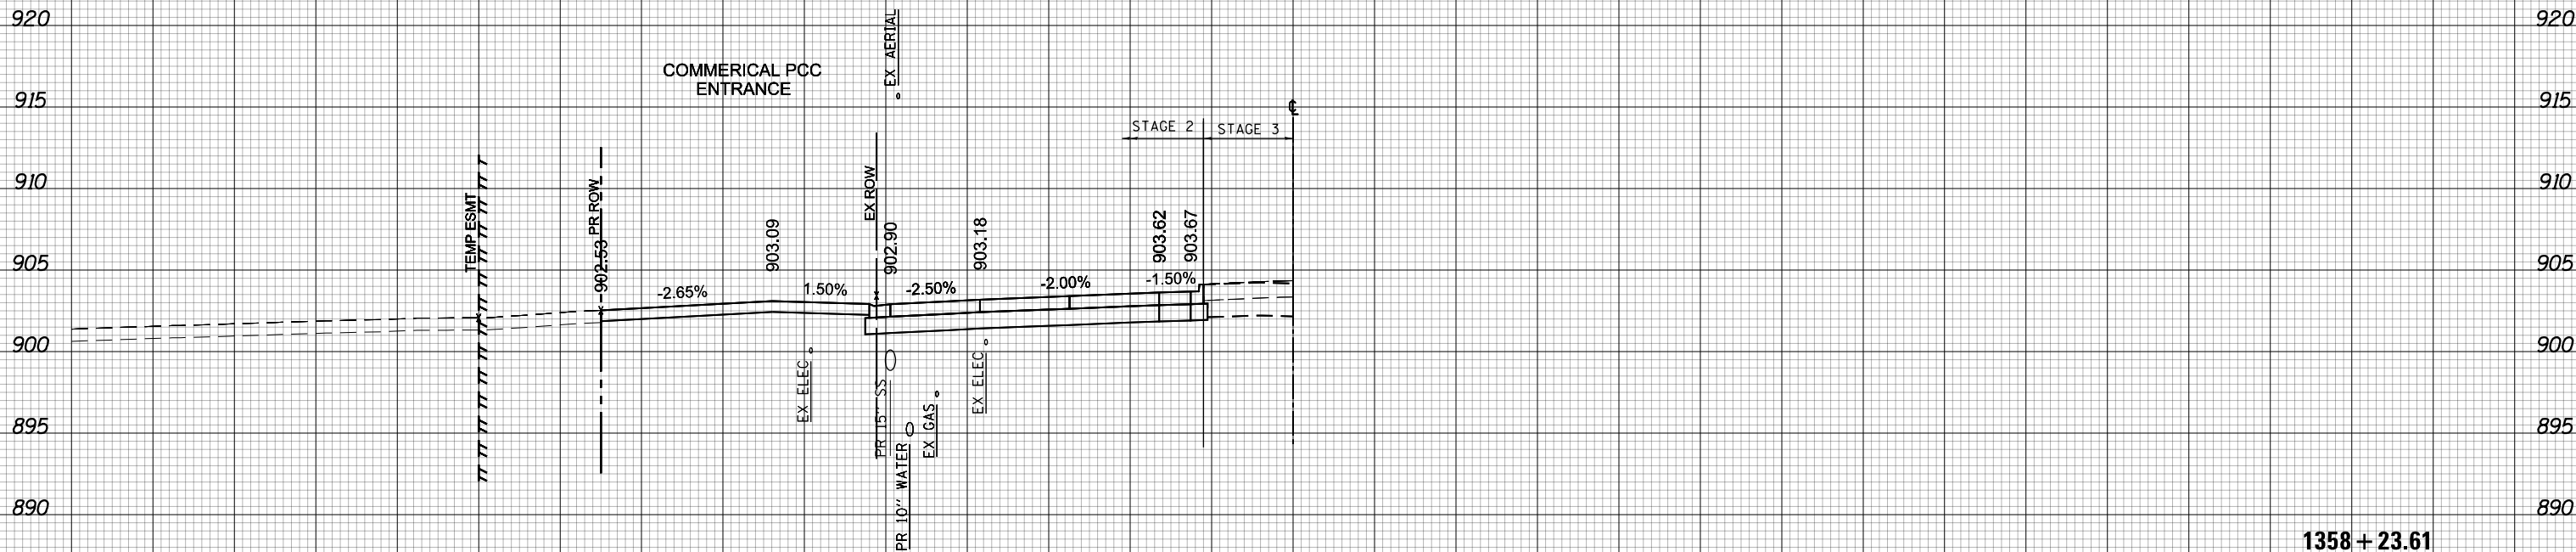 920
920
EX AERIAL
COMMERICAL PCC
ENTRANCE
915
915
℄
STAGE 2
STAGE 3
910
910
TEMP ESMT
902.53 PR ROW
903.09
EX ROW
902.90
903.18
903.62
903.67
905
905
-2.65%
1.50%
-2.50%
-2.00%
-1.50%
900
900
EX ELEC
PR 15" SS
PR 10" WATER
EX GAS
EX ELEC
895
895
890
890
1358 + 23.61